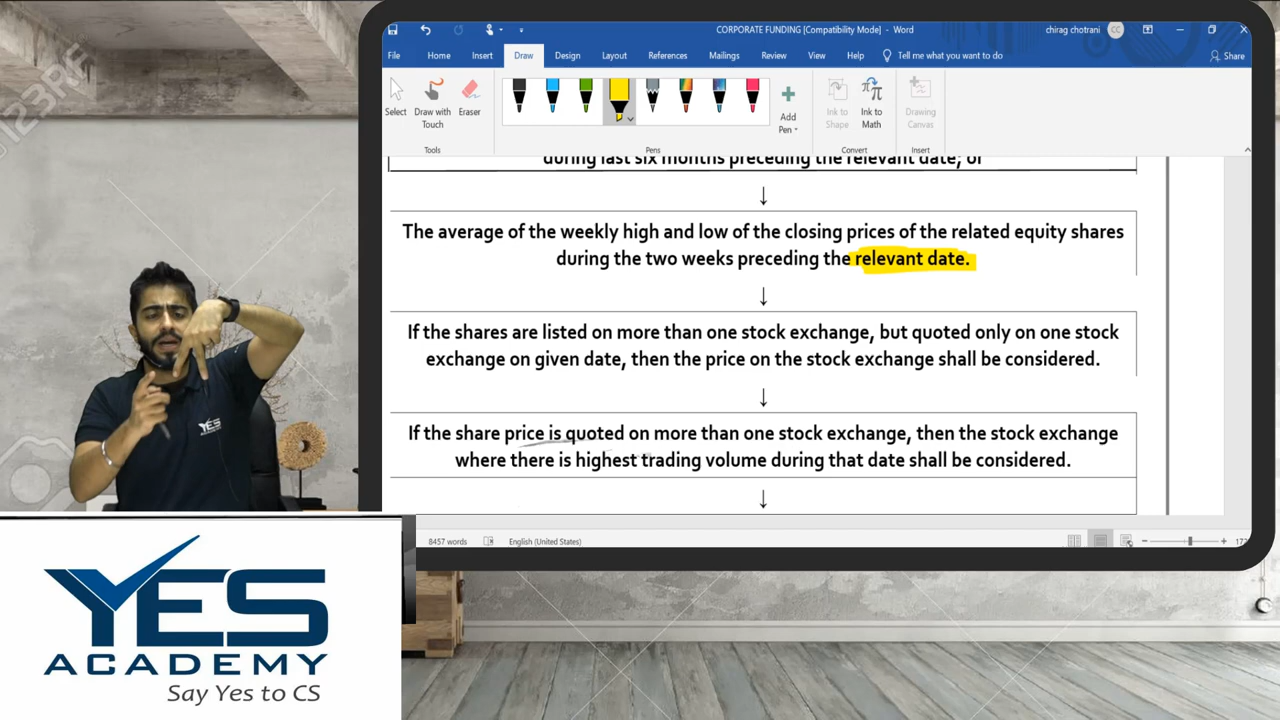 CORPORATE FUNDING [Compatibility Mode] - Word
chirag chotrani
CC
File
Home
Insert
Draw
Design
Layout
References
Mailings
Review
View
Help
Tell me what you want to do
Share
Select
Draw with
Touch
Eraser
Add
Pen
Ink to
Shape
Ink to
Math
Drawing
Canvas
Tools
Pens
Convert
Insert
during last six months preceding the relevant date; or
↓
The average of the weekly high and low of the closing prices of the related equity shares
during the two weeks preceding the relevant date.
↓
If the shares are listed on more than one stock exchange, but quoted only on one stock
exchange on given date, then the price on the stock exchange shall be considered.
↓
If the share price is quoted on more than one stock exchange, then the stock exchange
where there is highest trading volume during that date shall be considered.
↓
8457 words
English (United States)
YES
YES
ACADEMY
Say Yes to CS
123RF